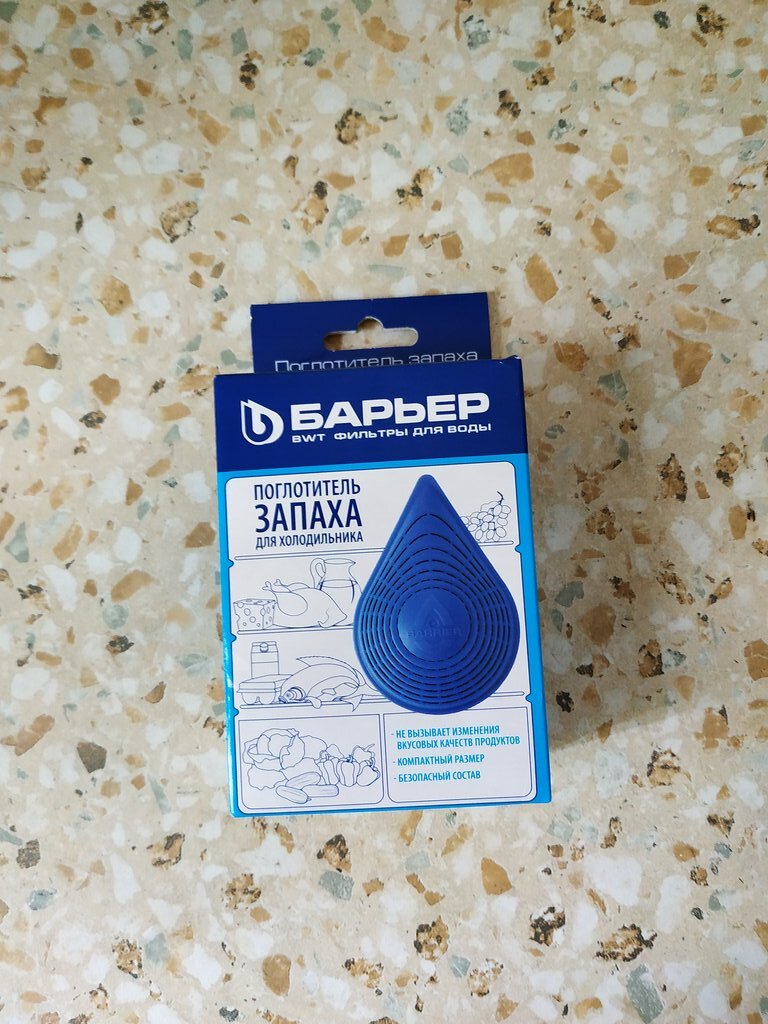 Поглотитель запаха
БАРЬЕР
BWT ФИЛЬТРЫ ДЛЯ ВОДЫ
ПОГЛОТИТЕЛЬ
ЗАПАХА
ДЛЯ ХОЛОДИЛЬНИКА
BARRIER
- НЕ ВЫЗЫВАЕТ ИЗМЕНЕНИЯ
ВКУСОВЫХ КАЧЕСТВ ПРОДУКТОВ
- КОМПАКТНЫЙ РАЗМЕР
- БЕЗОПАСНЫЙ СОСТАВ